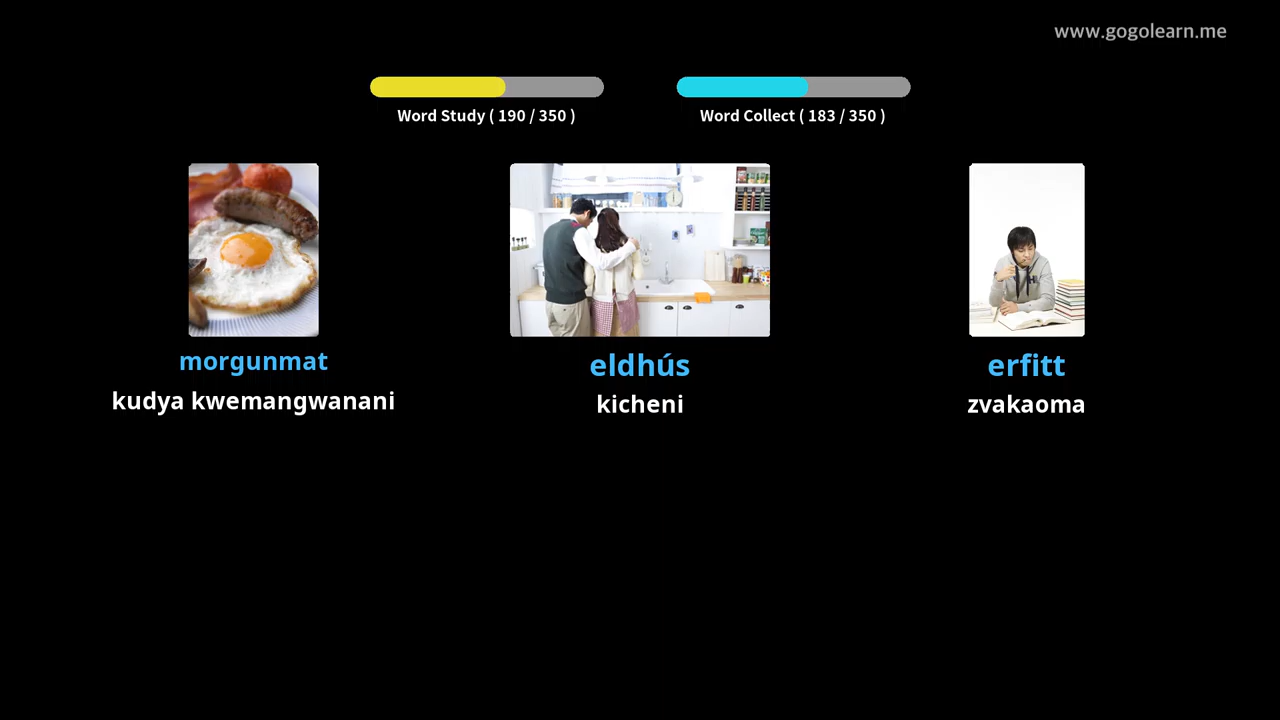 www.gogolearn.me
Word Study ( 190 / 350 )
Word Collect ( 183 / 350 )
morgunmat
kudya kwemangwanani
eldhús
kicheni
erfitt
zvakaoma